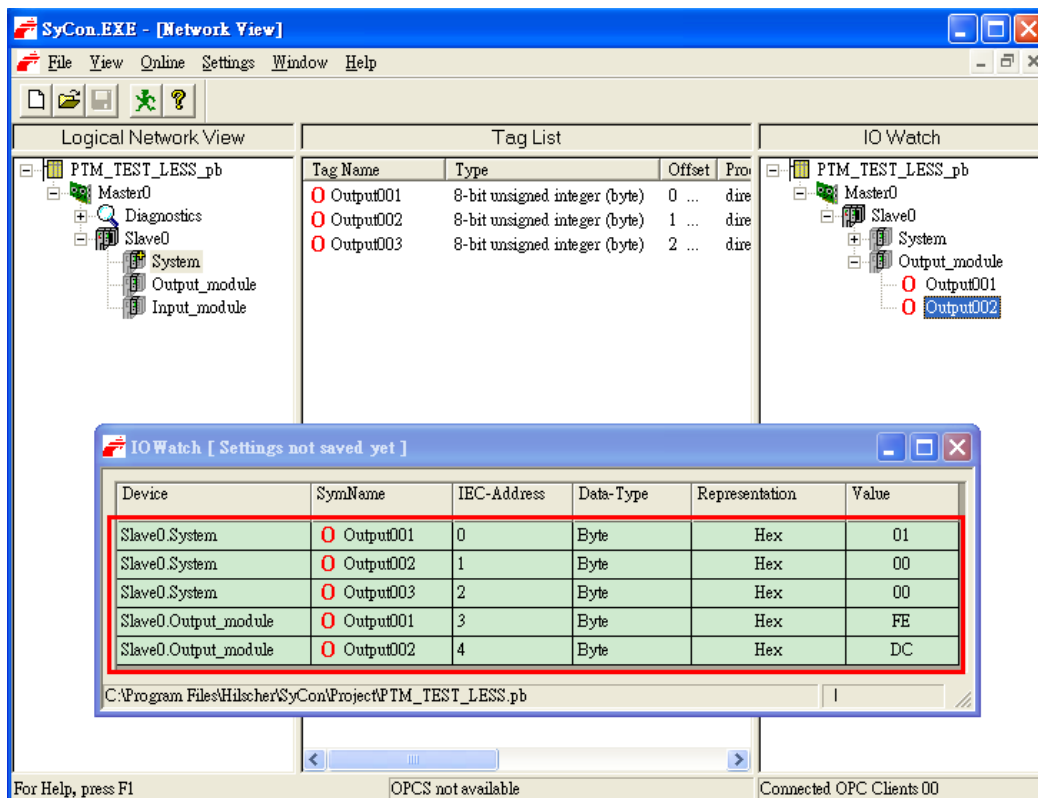 SyCon.EXE - [Network View]
File View Online Settings Window Help
Logical Network View
PTM_TEST_LESS_pb
Master0
Diagnostics
Slave0
System
Output_module
Input_module
Tag List
Tag Name Type Offset Pro
O Output001 8-bit unsigned integer (byte) 0 ... dire
O Output002 8-bit unsigned integer (byte) 1 ... dire
O Output003 8-bit unsigned integer (byte) 2 ... dire
IO Watch
PTM_TEST_LESS_pb
Master0
Slave0
System
Output_module
O Output001
O Output002
IOWatch [ Settings not saved yet ]
Device SymName IEC-Address Data-Type Representation Value
Slave0.System O Output001 0 Byte Hex 01
Slave0.System O Output002 1 Byte Hex 00
Slave0.System O Output003 2 Byte Hex 00
Slave0.Output_module O Output001 3 Byte Hex FE
Slave0.Output_module O Output002 4 Byte Hex DC
C:\Program Files\Hilscher\SyCon\Project\PTM_TEST_LESS.pb I
For Help, press F1 OPCS not available Connected OPC Clients 00